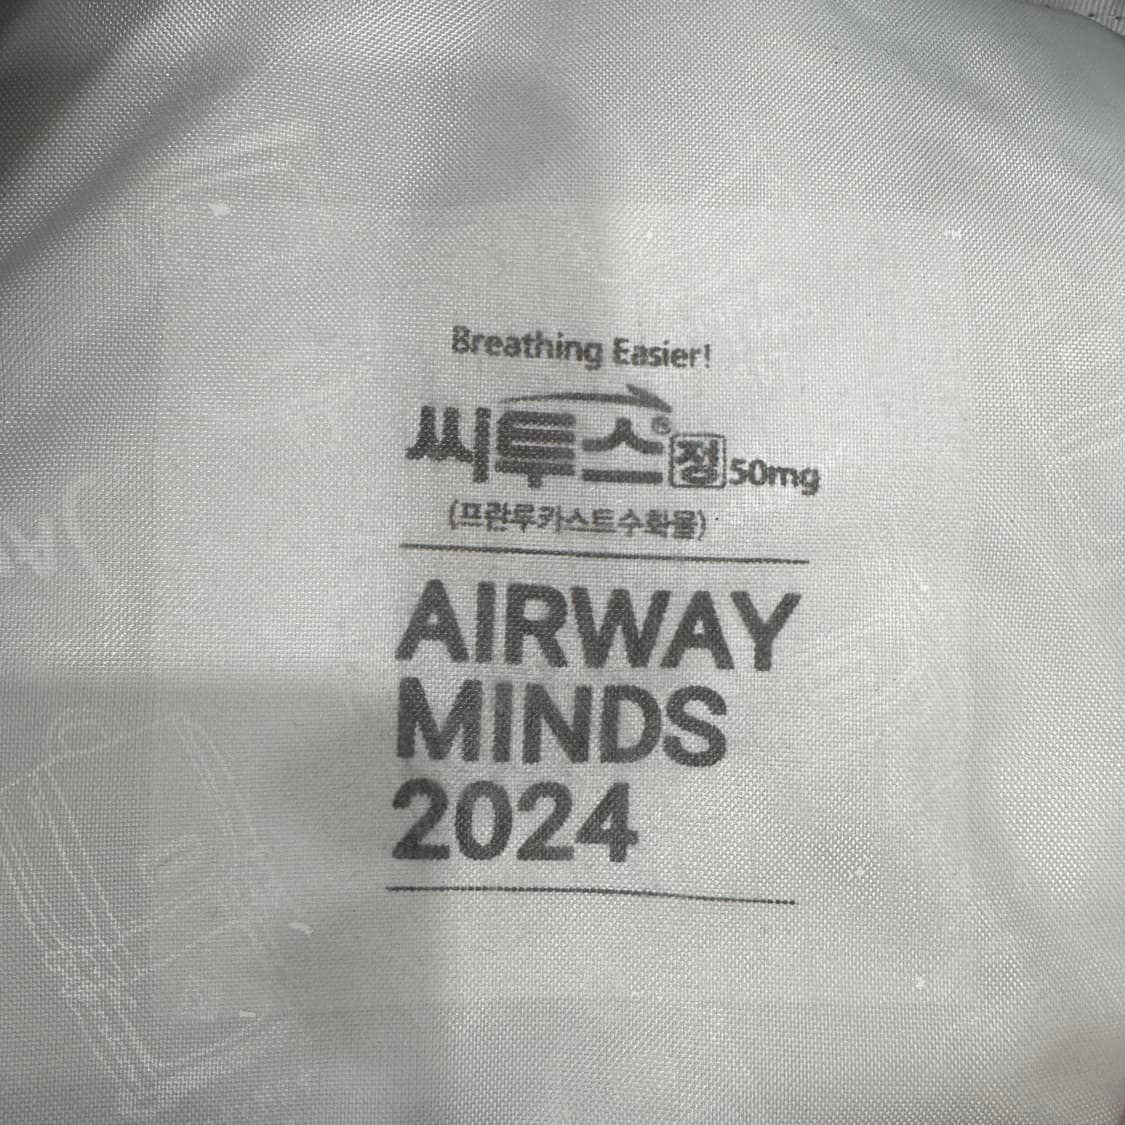 Breathing Easier!
씨투스® 정 50mg
(프란루카스트수화물)
AIRWAY
MINDS
2024